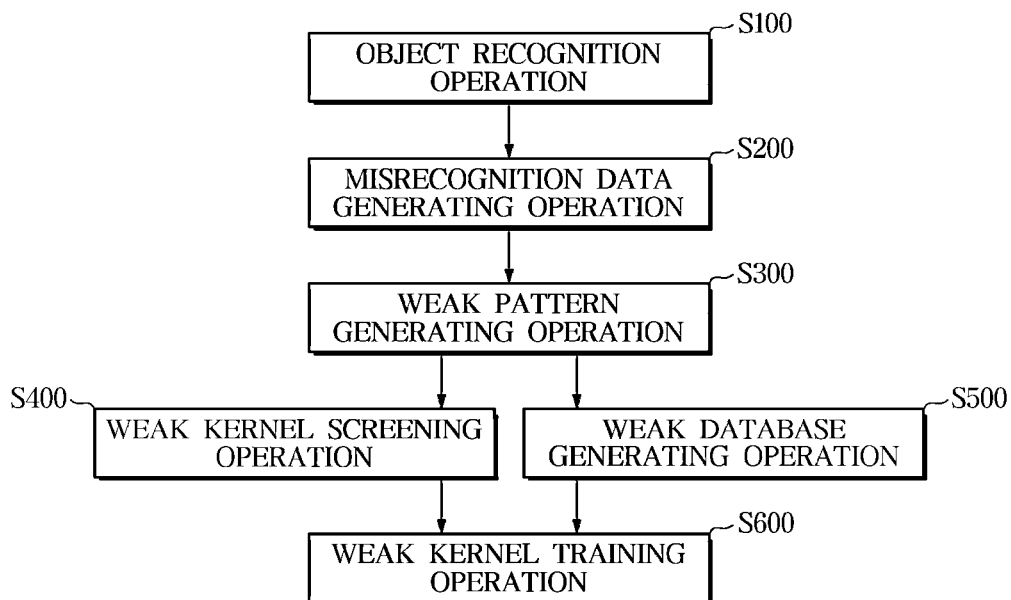 S100
OBJECT RECOGNITION
OPERATION
S200
MISRECOGNITION DATA
GENERATING OPERATION
S300
WEAK PATTERN
GENERATING OPERATION
S400
WEAK KERNEL SCREENING
OPERATION
S500
WEAK DATABASE
GENERATING OPERATION
S600
WEAK KERNEL TRAINING
OPERATION